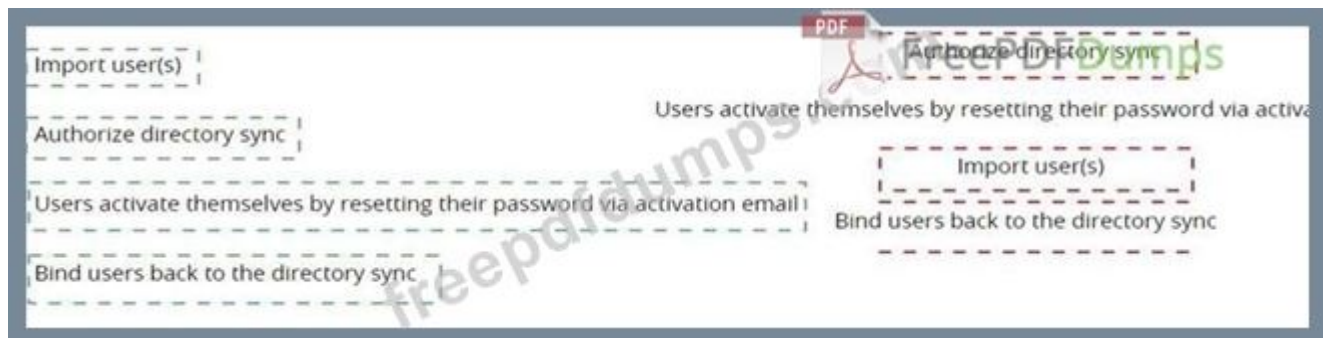 Import user(s)
Authorize directory sync
Users activate themselves by resetting their password via activation email
Bind users back to the directory sync
PDF
FreePDFDumps
Authorize directory sync
Users activate themselves by resetting their password via activa
Import user(s)
Bind users back to the directory sync
freepdfdumps.com